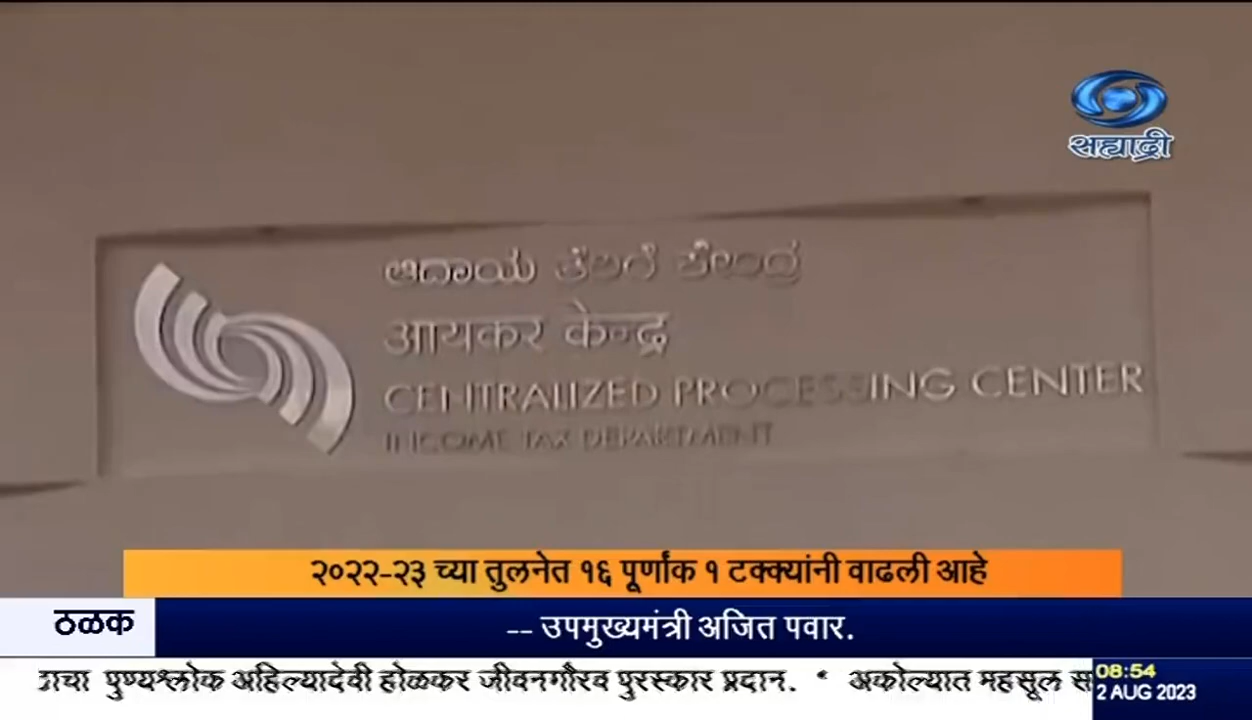 सह्याद्री
ಆದಾಯ ತೆರಿಗೆ ಕೇಂದ್ರ
आयकर केन्द्र
CENTRALIZED PROCESSING CENTER
INCOME TAX DEPARTMENT
२०२२-२३ च्या तुलनेत १६ पूर्णांक १ टक्क्यांनी वाढली आहे
ठळक
-- उपमुख्यमंत्री अजित पवार.
पुण्यश्लोक अहिल्यादेवी होळकर जीवनगौरव पुरस्कार प्रदान. * अकोल्यात महसूल
08:54
2 AUG 2023